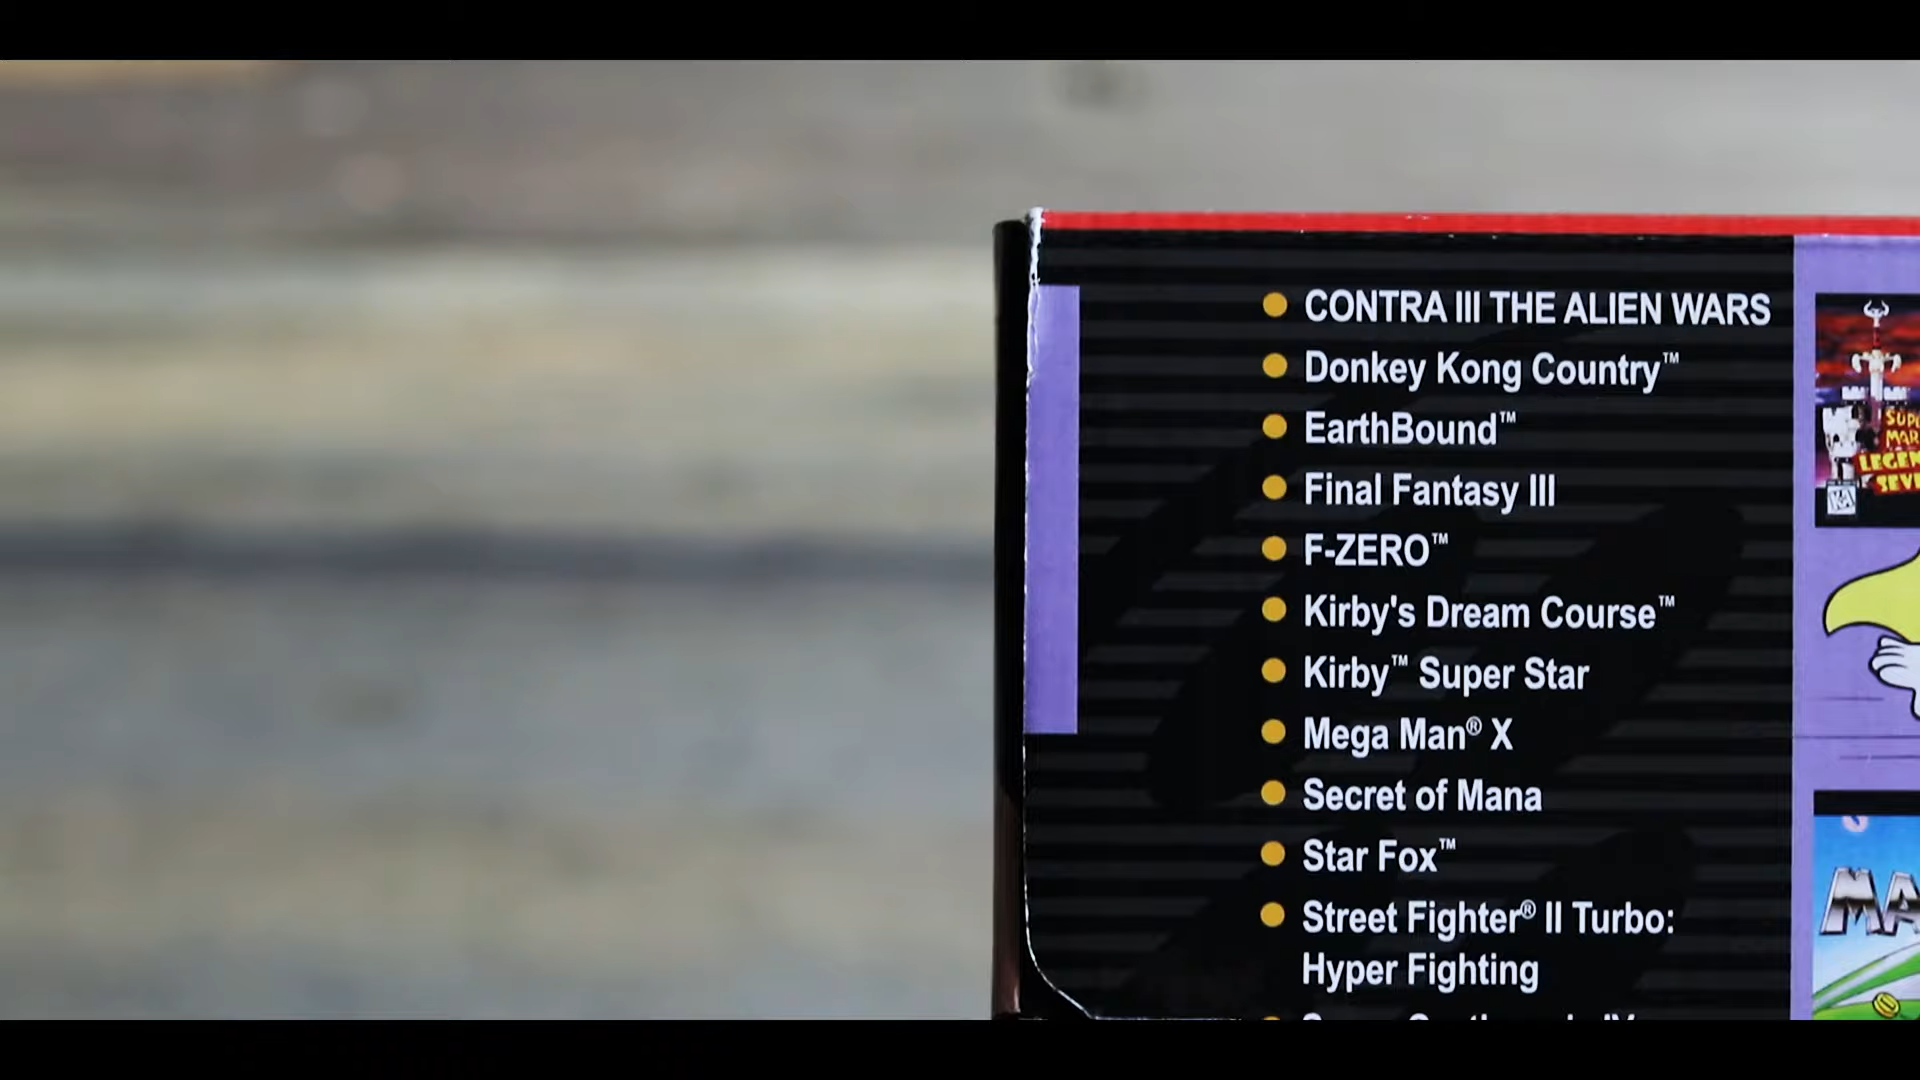 CONTRA III THE ALIEN WARS
Donkey Kong Country™
EarthBound™
Final Fantasy III
F-ZERO™
Kirby's Dream Course™
Kirby™ Super Star
Mega Man® X
Secret of Mana
Star Fox™
Street Fighter® II Turbo:
Hyper Fighting